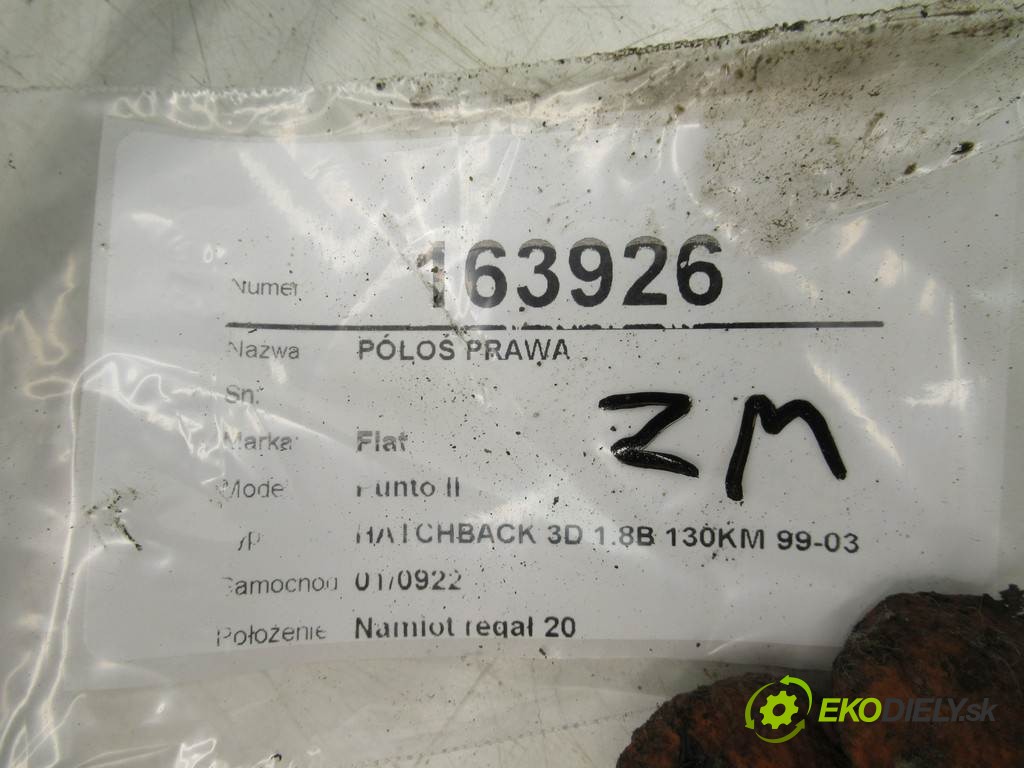 Numer 163926
Nazwa PÓŁOŚ PRAWA
Sn:
Marka: Fiat
Model Punto II
Typ HATCHBACK 3D 1.8B 130KM 99-03
Samochod 01/0922
Położenie Namiot regał 20
ZM
EKODIELY.sk